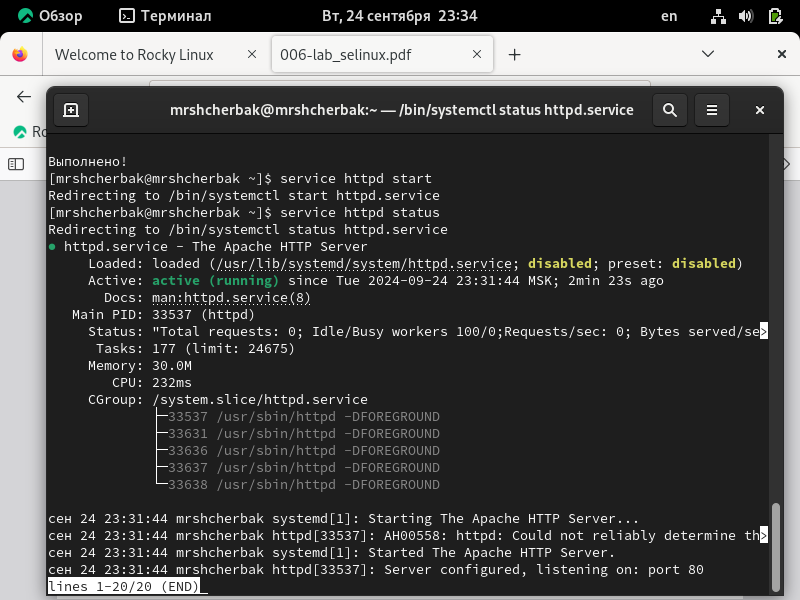 Обзор Терминал Вт, 24 сентября 23:34 en
Welcome to Rocky Linux 006-lab_selinux.pdf
mrshcherbak@mrshcherbak:~ — /bin/systemctl status httpd.service
Ro
Выполнено!
[mrshcherbak@mrshcherbak ~]$ service httpd start
Redirecting to /bin/systemctl start httpd.service
[mrshcherbak@mrshcherbak ~]$ service httpd status
Redirecting to /bin/systemctl status httpd.service
● httpd.service - The Apache HTTP Server
Loaded: loaded (/usr/lib/systemd/system/httpd.service; disabled; preset: disabled)
Active: active (running) since Tue 2024-09-24 23:31:44 MSK; 2min 23s ago
Docs: man:httpd.service(8)
Main PID: 33537 (httpd)
Status: "Total requests: 0; Idle/Busy workers 100/0;Requests/sec: 0; Bytes served/se>
Tasks: 177 (limit: 24675)
Memory: 30.0M
CPU: 232ms
CGroup: /system.slice/httpd.service
├─33537 /usr/sbin/httpd -DFOREGROUND
├─33631 /usr/sbin/httpd -DFOREGROUND
├─33636 /usr/sbin/httpd -DFOREGROUND
├─33637 /usr/sbin/httpd -DFOREGROUND
└─33638 /usr/sbin/httpd -DFOREGROUND
сен 24 23:31:44 mrshcherbak systemd[1]: Starting The Apache HTTP Server...
сен 24 23:31:44 mrshcherbak httpd[33537]: AH00558: httpd: Could not reliably determine th>
сен 24 23:31:44 mrshcherbak systemd[1]: Started The Apache HTTP Server.
сен 24 23:31:44 mrshcherbak httpd[33537]: Server configured, listening on: port 80
lines 1-20/20 (END)